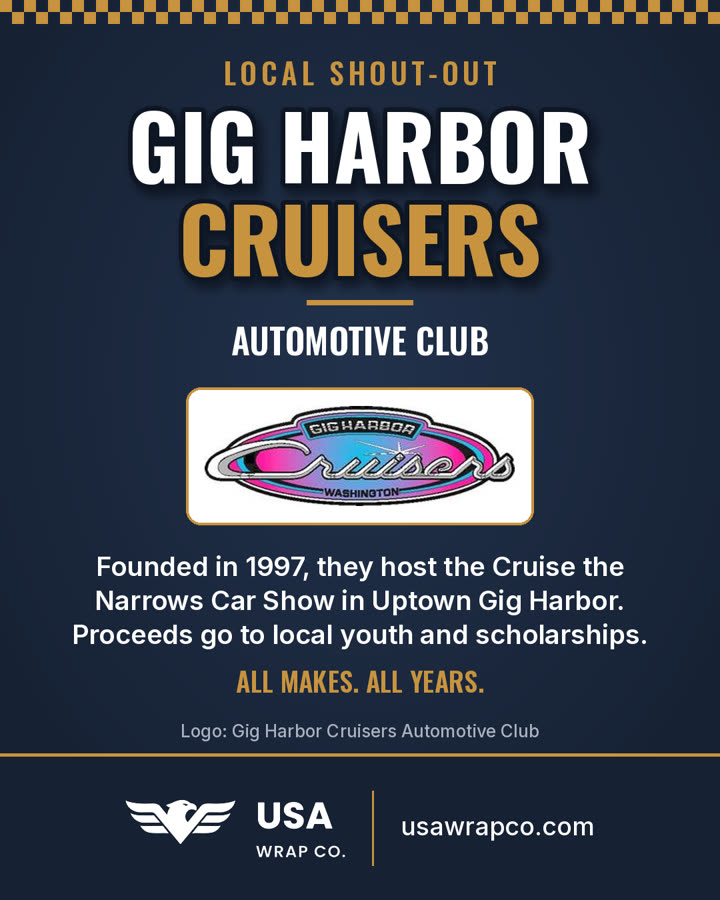 LOCAL SHOUT-OUT
GIG HARBOR
CRUISERS
AUTOMOTIVE CLUB
GIG HARBOR
Cruisers
WASHINGTON
Founded in 1997, they host the Cruise the
Narrows Car Show in Uptown Gig Harbor.
Proceeds go to local youth and scholarships.
ALL MAKES. ALL YEARS.
Logo: Gig Harbor Cruisers Automotive Club
USA
WRAP CO.
usawrapco.com